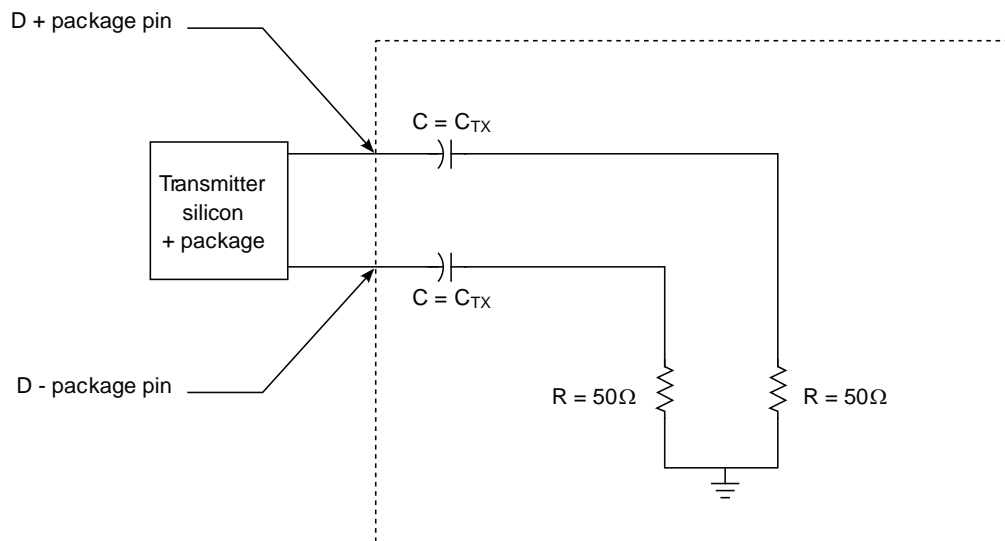 D + package pin
C = CTX
Transmitter
silicon
+ package
C = CTX
D - package pin
R = 50Ω
R = 50Ω